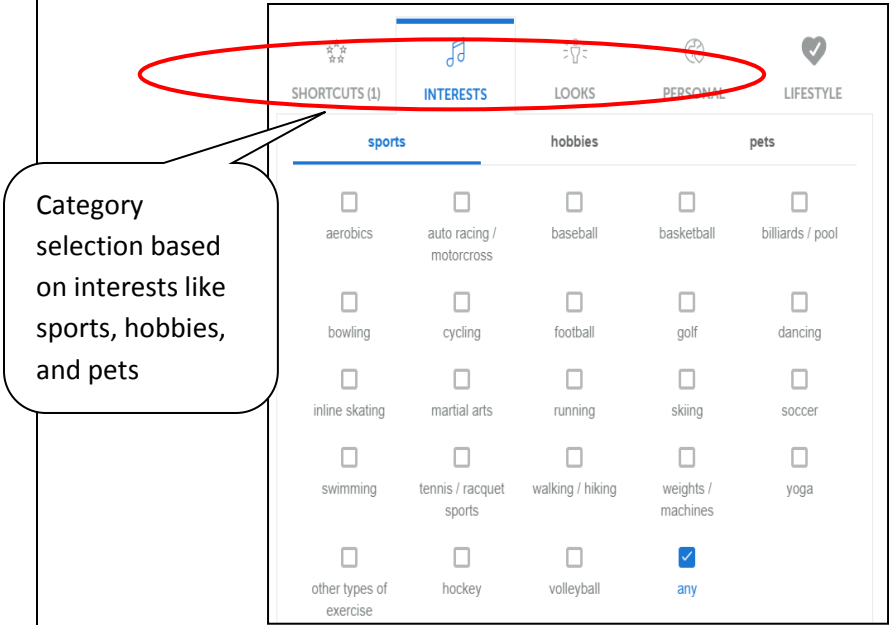 SHORTCUTS (1) INTERESTS LOOKS PERSONAL LIFESTYLE
sports hobbies pets
Category
selection based
on interests like
sports, hobbies,
and pets
aerobics auto racing / baseball basketball billiards / pool
motorcross
bowling cycling football golf dancing
inline skating martial arts running skiing soccer
swimming tennis / racquet walking / hiking weights / yoga
sports machines
other types of hockey volleyball any
exercise